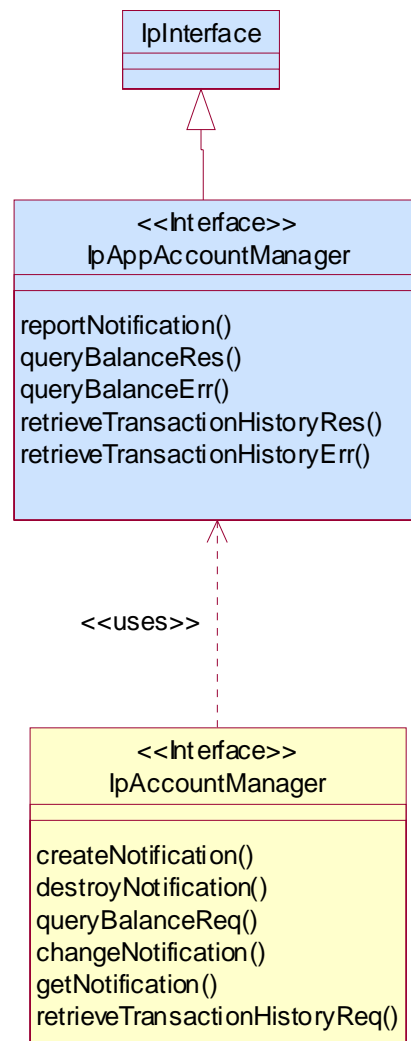 IpInterface
<<Interface>>
IpAppAccountManager
reportNotification()
queryBalanceRes()
queryBalanceErr()
retrieveTransactionHistoryRes()
retrieveTransactionHistoryErr()
<<uses>>
<<Interface>>
IpAccountManager
createNotification()
destroyNotification()
queryBalanceReq()
changeNotification()
getNotification()
retrieveTransactionHistoryReq()